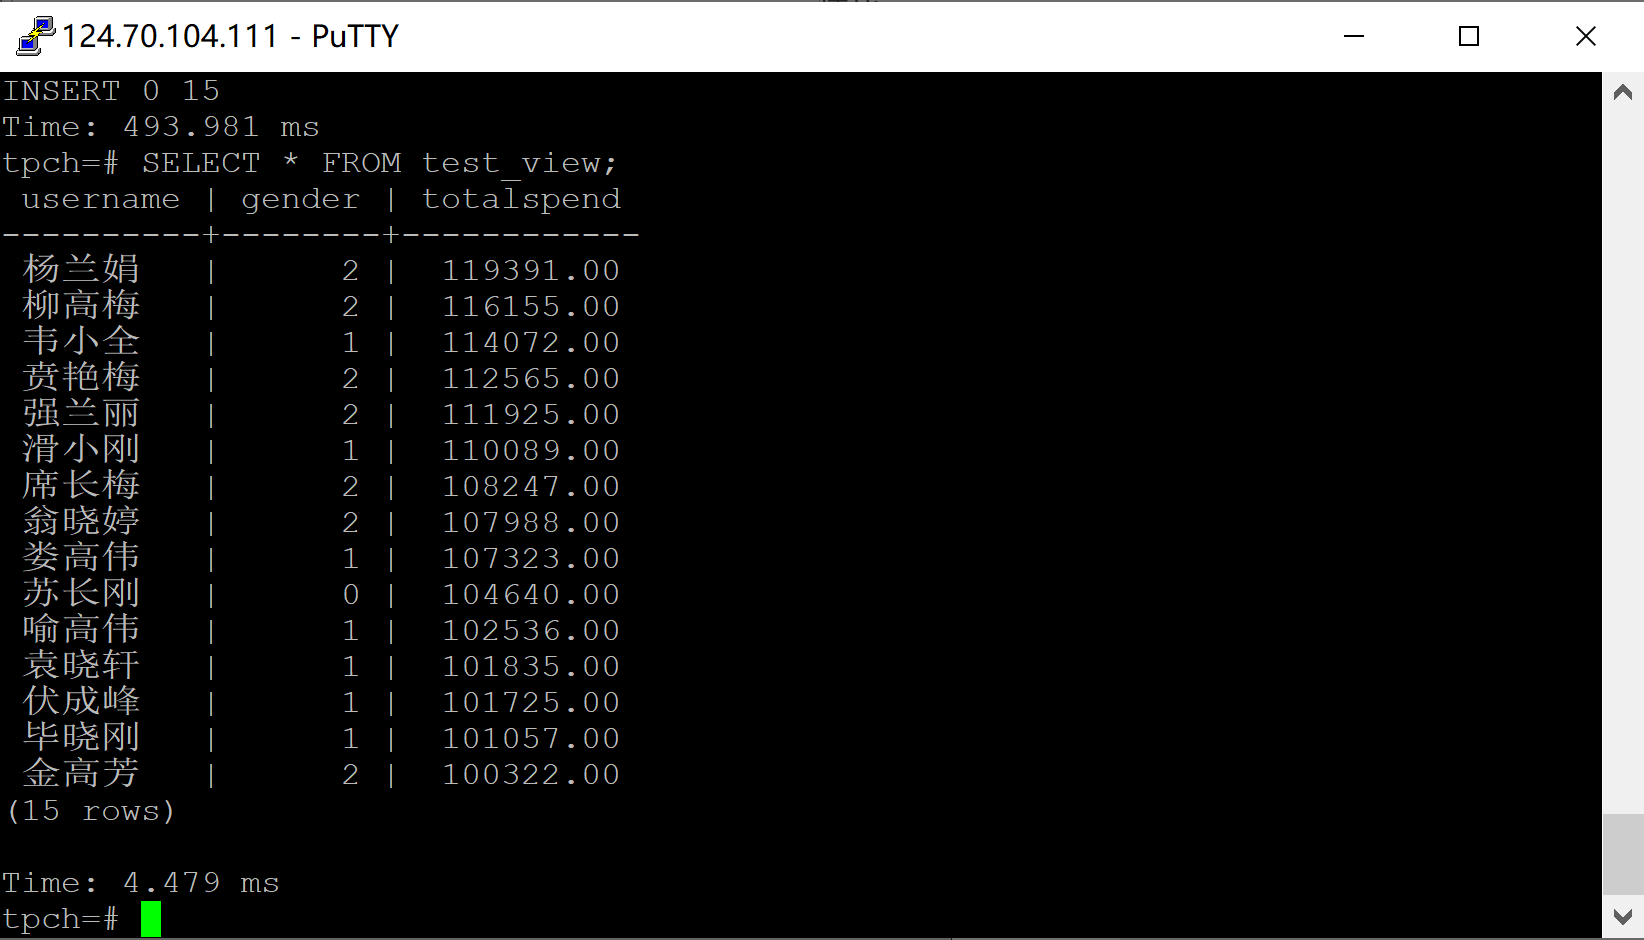 124.70.104.111 - PuTTY
INSERT 0 15
Time: 493.981 ms
tpch=# SELECT * FROM test_view;
 username | gender | totalspend
----------+--------+------------
 杨兰娟   |      2 |  119391.00
 柳高梅   |      2 |  116155.00
 韦小全   |      1 |  114072.00
 贲艳梅   |      2 |  112565.00
 强兰丽   |      2 |  111925.00
 滑小刚   |      1 |  110089.00
 席长梅   |      2 |  108247.00
 翁晓婷   |      2 |  107988.00
 娄高伟   |      1 |  107323.00
 苏长刚   |      0 |  104640.00
 喻高伟   |      1 |  102536.00
 袁晓轩   |      1 |  101835.00
 伏成峰   |      1 |  101725.00
 毕晓刚   |      1 |  101057.00
 金高芳   |      2 |  100322.00
(15 rows)
Time: 4.479 ms
tpch=#